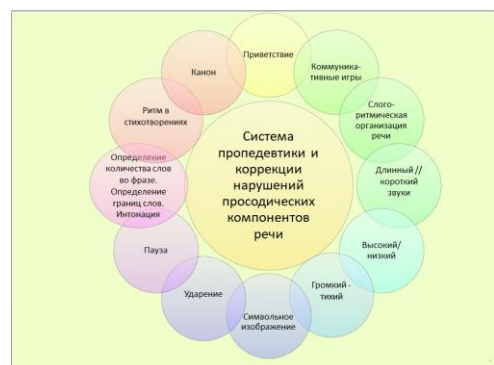 Приветствие
Коммуника-
тивные игры
Слого-
ритмическая
организация
речи
Длинный //
короткий
звуки
Высокий/
низкий
Громкий -
тихий
Символьное
изображение
Ударение
Пауза
Определение
количества слов
во фразе.
Определение
границ слов.
Интонация
Ритм в
стихотворениях
Канон
Система
пропедевтики и
коррекции
нарушений
просодических
компонентов
речи